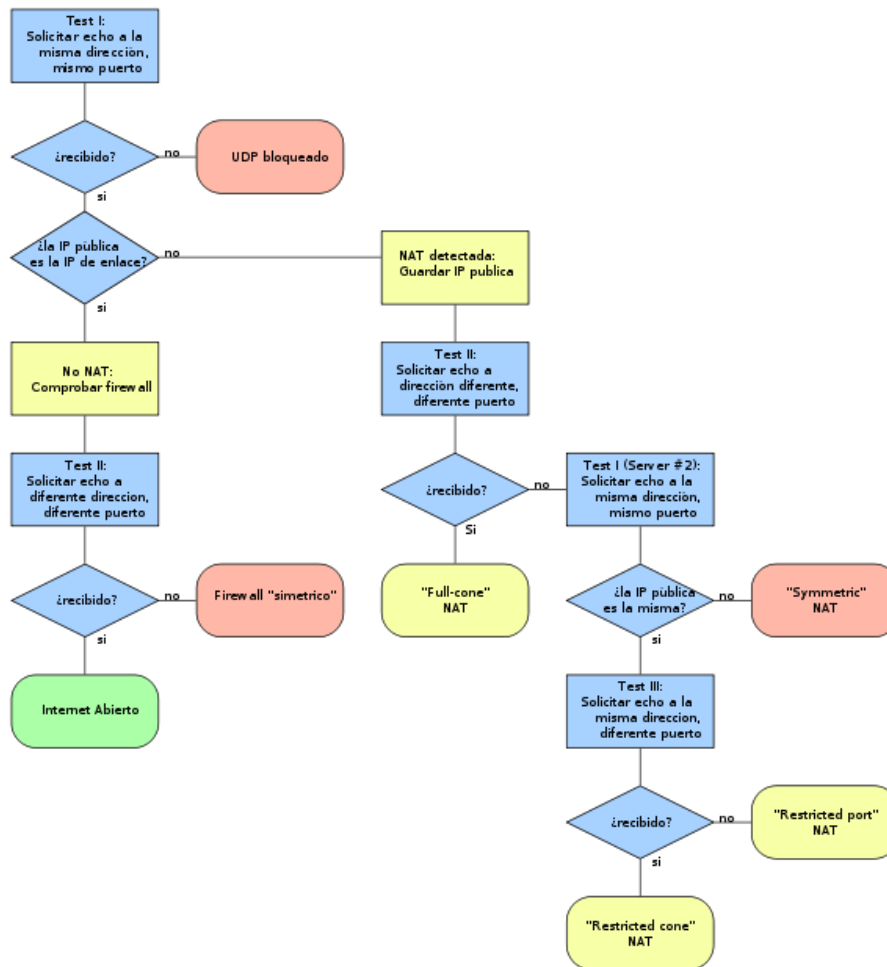 Test I:
Solicitar echo a la
misma dirección,
mismo puerto
¿recibido?
no
UDP bloqueado
si
¿la IP pública
es la IP de enlace?
no
NAT detectada:
Guardar IP publica
si
No NAT:
Comprobar firewall
Test II:
Solicitar echo a
dirección diferente,
diferente puerto
Test II:
Solicitar echo a
diferente direccion,
diferente puerto
¿recibido?
no
Test I (Server #2):
Solicitar echo a la
misma dirección,
mismo puerto
Si
¿recibido?
no
Firewall "simetrico"
"Full-cone"
NAT
¿la IP pública
es la misma?
no
"Symmetric"
NAT
si
si
Internet Abierto
Test III:
Solicitar echo a la
misma direccion,
diferente puerto
¿recibido?
no
"Restricted port"
NAT
si
"Restricted cone"
NAT